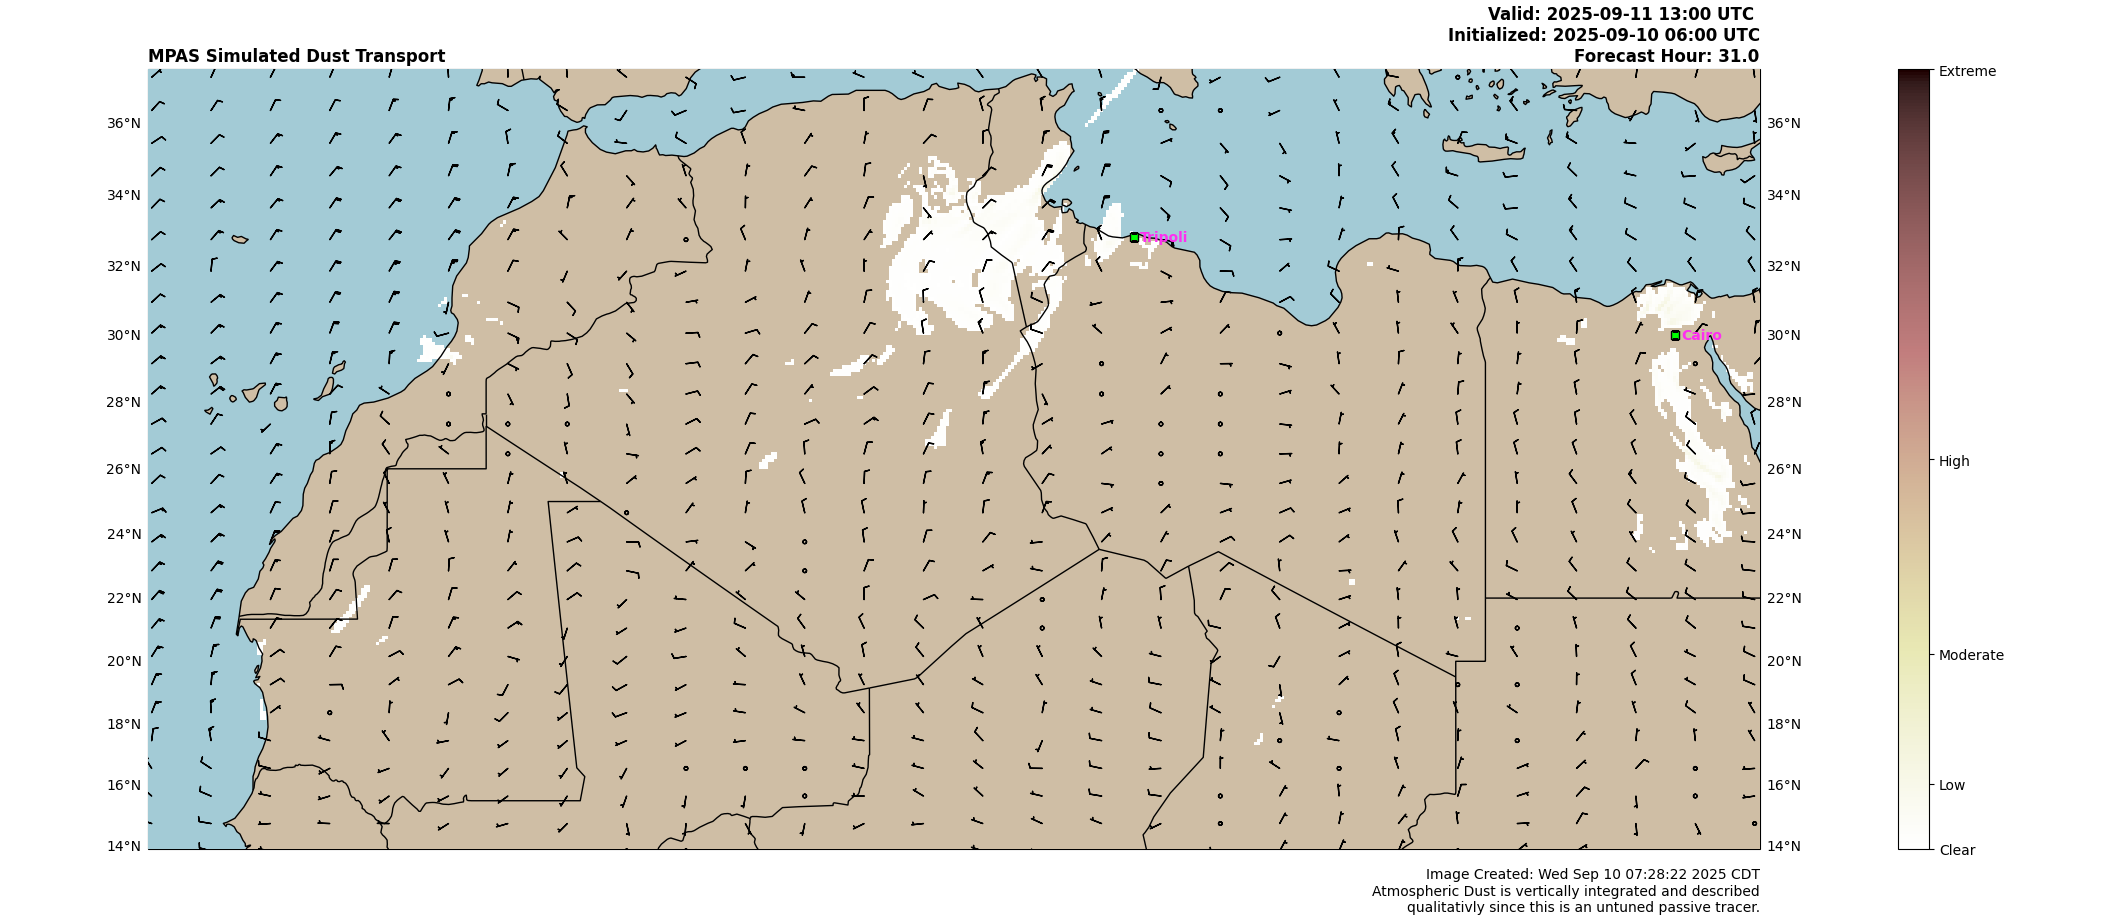 Valid: 2025-09-11 13:00 UTC
Initialized: 2025-09-10 06:00 UTC
MPAS Simulated Dust Transport
Forecast Hour: 31.0
Extreme
36°N
36°N
34°N
34°N
Tripoli
32°N
32°N
30°N
Cairo
30°N
28°N
28°N
High
26°N
26°N
24°N
24°N
22°N
22°N
Moderate
20°N
20°N
18°N
18°N
16°N
16°N
Low
14°N
14°N
Clear
Image Created: Wed Sep 10 07:28:22 2025 CDT
Atmospheric Dust is vertically integrated and described
qualitativly since this is an untuned passive tracer.